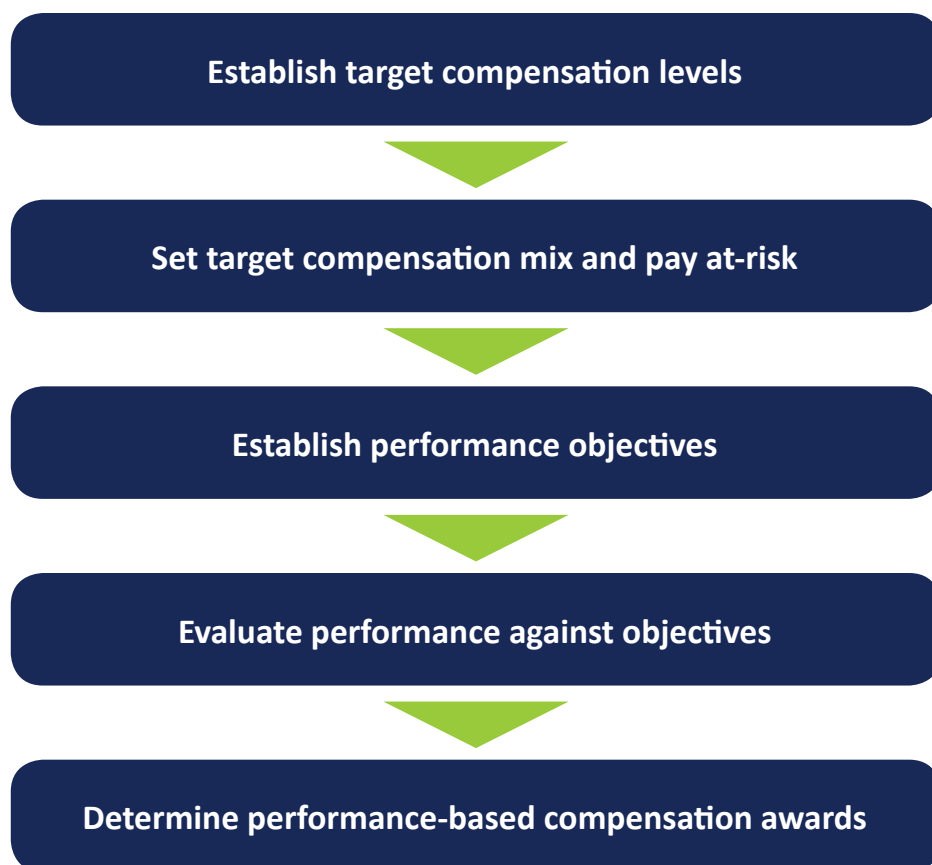 Establish target compensation levels
Set target compensation mix and pay at-risk
Establish performance objectives
Evaluate performance against objectives
Determine performance-based compensation awards